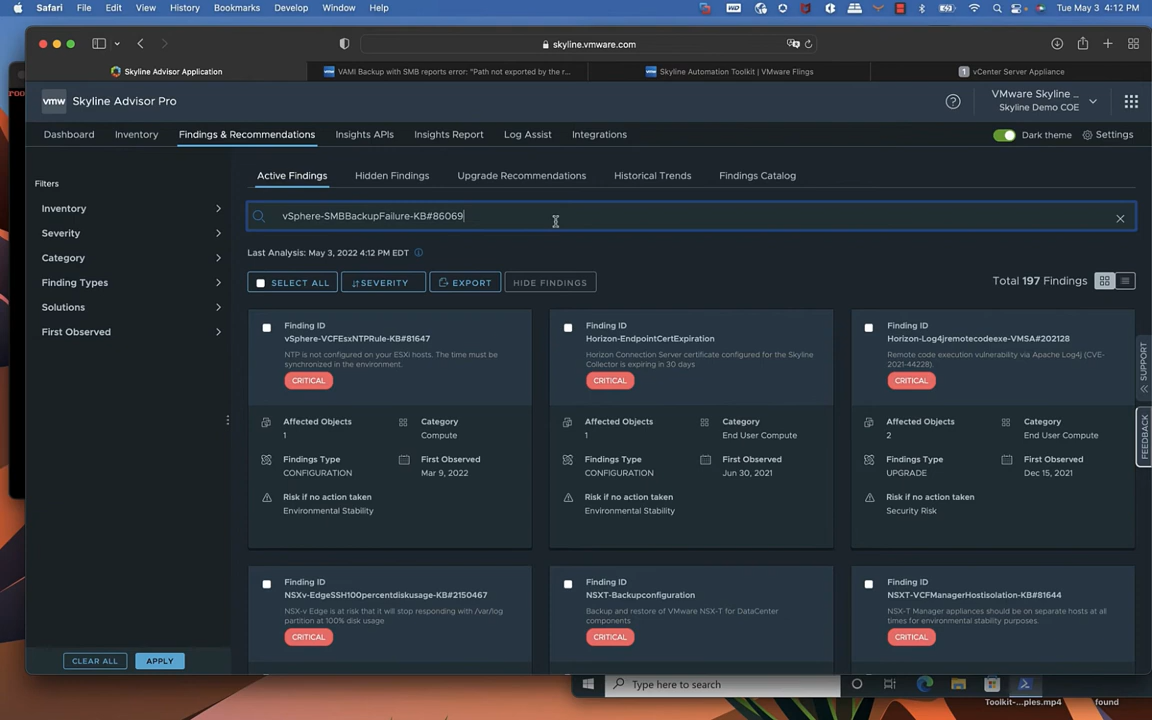 Safari File Edit View History Bookmarks Develop Window Help
Tue May 3 4:12 PM
skyline.vmware.com
Skyline Advisor Application
VAMI Backup with SMB reports error: "Path not exported by the r...
Skyline Automation Toolkit | VMware Flings
1 vCenter Server Appliance
vmw Skyline Advisor Pro
VMware Skyline ...
Skyline Demo COE
Dashboard Inventory Findings & Recommendations Insights APIs Insights Report Log Assist Integrations
Dark theme Settings
Filters
Inventory
Severity
Category
Finding Types
Solutions
First Observed
CLEAR ALL APPLY
Active Findings Hidden Findings Upgrade Recommendations Historical Trends Findings Catalog
vSphere-SMBBackupFailure-KB#86069
Last Analysis: May 3, 2022 4:12 PM EDT
SELECT ALL SEVERITY EXPORT HIDE FINDINGS
Total 197 Findings
Finding ID
vSphere-VCFEsxNTPRule-KB#81647
NTP is not configured on your ESXi hosts. The time must be
synchronized in the environment.
CRITICAL
Affected Objects
1
Category
Compute
Findings Type
CONFIGURATION
First Observed
Mar 9, 2022
Risk if no action taken
Environmental Stability
Finding ID
Horizon-EndpointCertExpiration
Horizon Connection Server certificate configured for the Skyline
Collector is expiring in 30 days
CRITICAL
Affected Objects
1
Category
End User Compute
Findings Type
CONFIGURATION
First Observed
Jun 30, 2021
Risk if no action taken
Environmental Stability
Finding ID
Horizon-Log4jremotecodeexe-VMSA#202128
Remote code execution vulnerability via Apache Log4j (CVE-
2021-44228).
CRITICAL
Affected Objects
2
Category
End User Compute
Findings Type
UPGRADE
First Observed
Dec 15, 2021
Risk if no action taken
Security Risk
Finding ID
NSXv-EdgeSSH100percentdiskusage-KB#2150467
NSX-v Edge is at risk that it will stop responding with /var/log
partition at 100% disk usage
CRITICAL
Finding ID
NSXT-Backupconfiguration
Backup and restore of VMware NSX-T for DataCenter
components
CRITICAL
Finding ID
NSXT-VCFManagerHostisolation-KB#81644
NSX-T Manager appliances should be on separate hosts at all
times for environmental stability purposes.
CRITICAL
SUPPORT
FEEDBACK
Type here to search
Toolkit-...ples.mp4
found